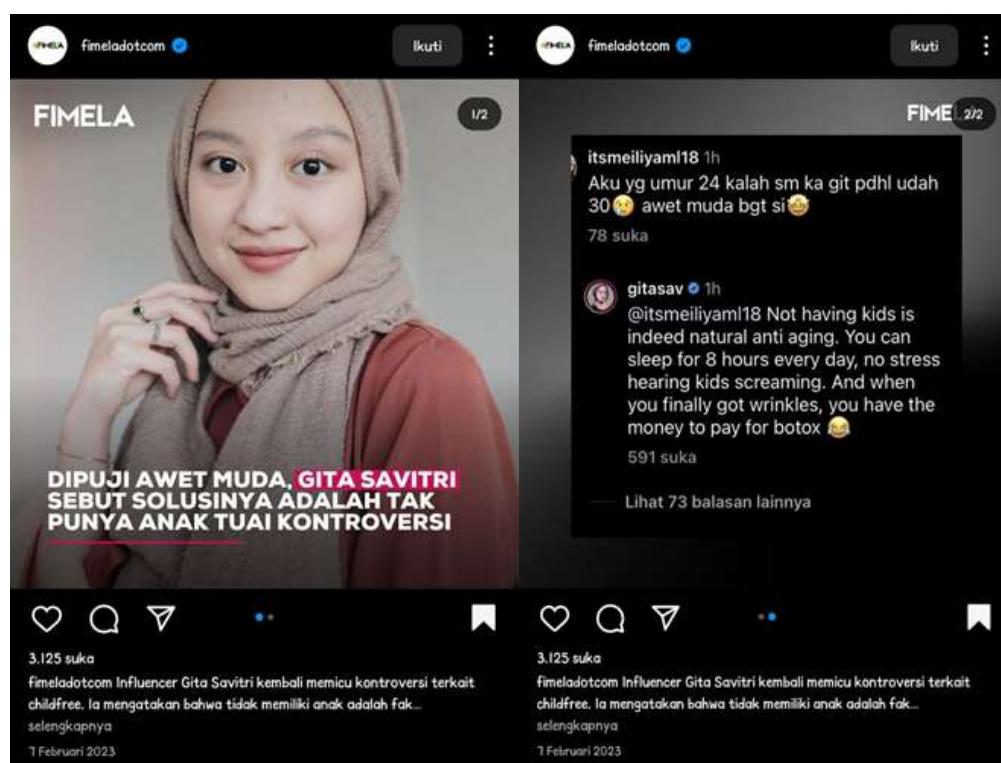 FIMELA
fimeladotcom
Ikuti
FIMELA
1/2
DIPUJI AWET MUDA, GITA SAVITRI
SEBUT SOLUSINYA ADALAH TAK
PUNYA ANAK TUAI KONTROVERSI
3.125 suka
fimeladotcom Influencer Gita Savitri kembali memicu kontroversi terkait
childfree. Ia mengatakan bahwa tidak memiliki anak adalah fak...
selengkapnya
7 Februari 2023
FIMELA
fimeladotcom
Ikuti
FIME
2/2
itsmeiliyaml18 1h
Aku yg umur 24 kalah sm ka git pdhl udah
30😢 awet muda bgt si🤩
78 suka
gitasav 1h
@itsmeiliyaml18 Not having kids is
indeed natural anti aging. You can
sleep for 8 hours every day, no stress
hearing kids screaming. And when
you finally got wrinkles, you have the
money to pay for botox 😂
591 suka
Lihat 73 balasan lainnya
3.125 suka
fimeladotcom Influencer Gita Savitri kembali memicu kontroversi terkait
childfree. Ia mengatakan bahwa tidak memiliki anak adalah fak...
selengkapnya
7 Februari 2023